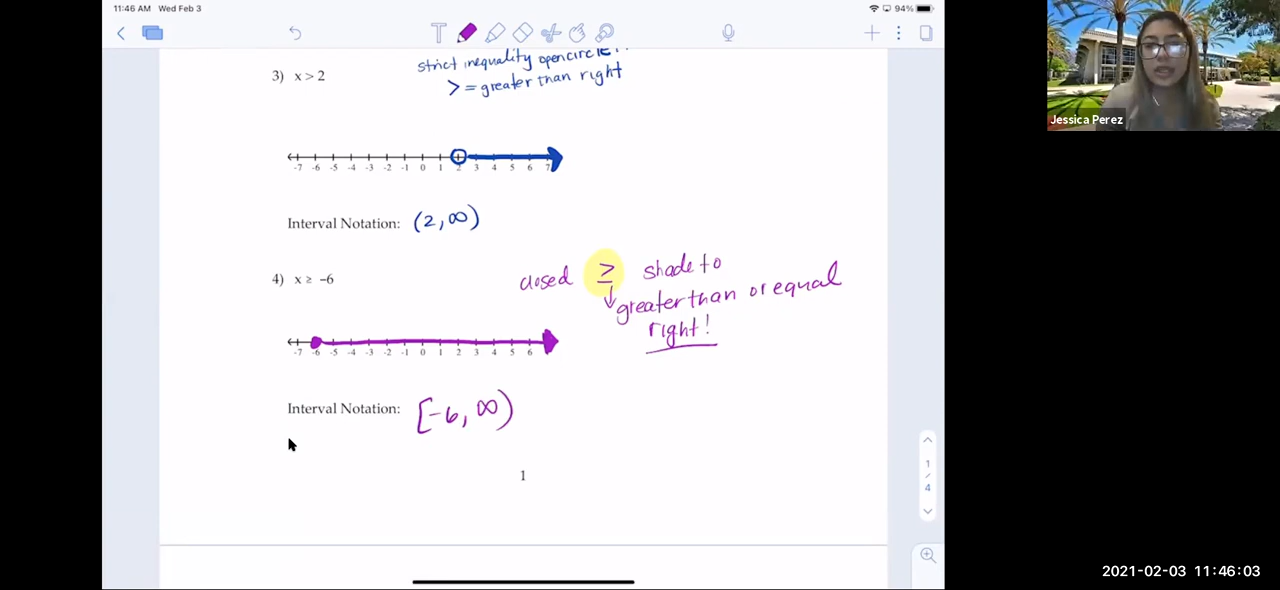 11:46 AM Wed Feb 3
94%
strict inequality open circle
3) x > 2
> = greater than right
-7 -6 -5 -4 -3 -2 -1 0 1 2 3 4 5 6 7
Interval Notation: (2, ∞)
4) x ≥ -6
closed ≥ shade to
greater than or equal
right!
-7 -6 -5 -4 -3 -2 -1 0 1 2 3 4 5 6
Interval Notation: [-6, ∞)
1
1
/
4
Jessica Perez
2021-02-03 11:46:03